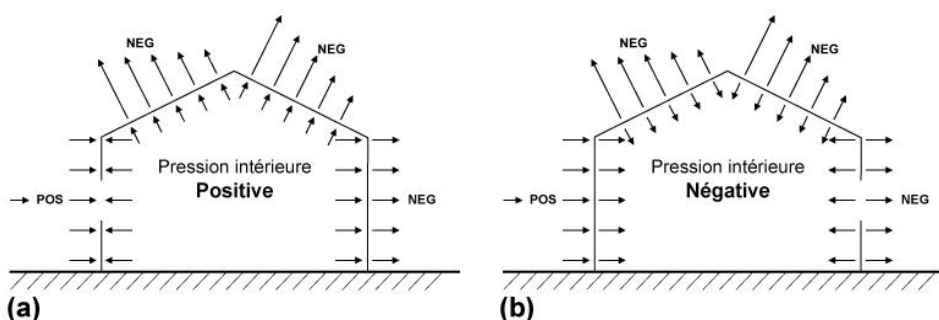 NEG
NEG
Pression intérieure
Positive
POS
NEG
(a)
NEG
NEG
Pression intérieure
Négative
POS
NEG
(b)